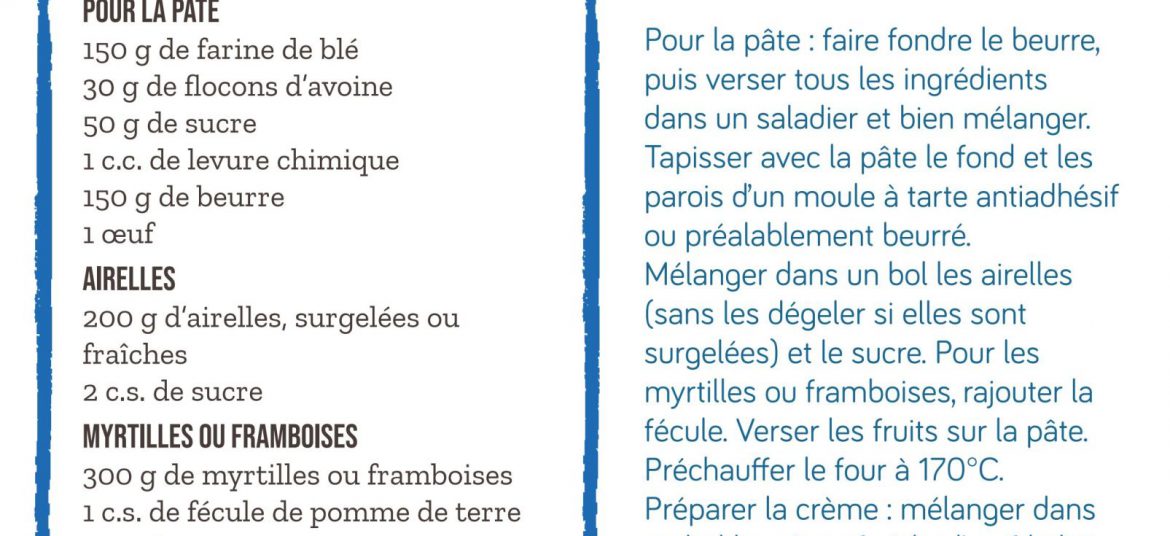 POUR LA PÂTE
150 g de farine de blé
30 g de flocons d’avoine
50 g de sucre
1 c.c. de levure chimique
150 g de beurre
1 œuf
AIRELLES
200 g d’airelles, surgelées ou
fraîches
2 c.s. de sucre
MYRTILLES OU FRAMBOISES
300 g de myrtilles ou framboises
1 c.s. de fécule de pomme de terre
Pour la pâte : faire fondre le beurre,
puis verser tous les ingrédients
dans un saladier et bien mélanger.
Tapisser avec la pâte le fond et les
parois d’un moule à tarte antiadhésif
ou préalablement beurré.
Mélanger dans un bol les airelles
(sans les dégeler si elles sont
surgelées) et le sucre. Pour les
myrtilles ou framboises, rajouter la
fécule. Verser les fruits sur la pâte.
Préchauffer le four à 170°C.
Préparer la crème : mélanger dans